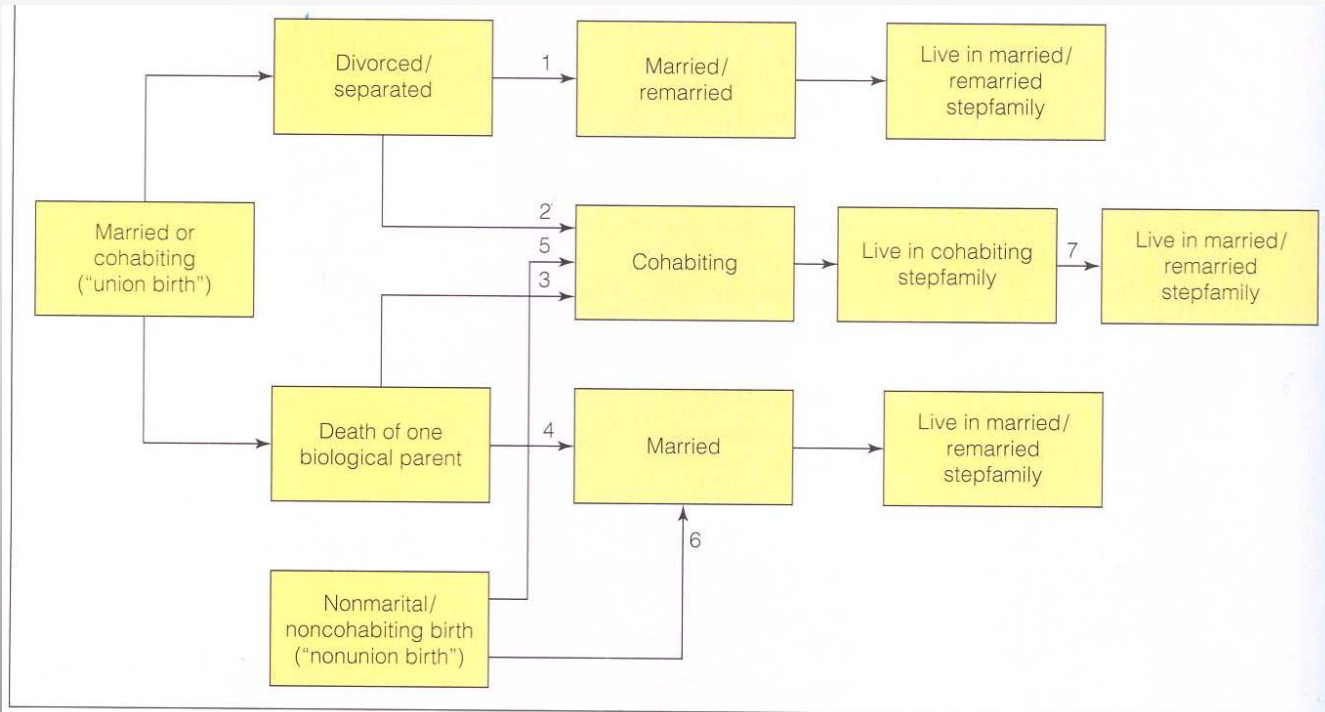 Divorced/
separated
1
Married/
remarried
Live in married/
remarried
stepfamily
Married or
cohabiting
("union birth")
2
5
3
Cohabiting
Live in cohabiting
stepfamily
7
Live in married/
remarried
stepfamily
Death of one
biological parent
4
Married
Live in married/
remarried
stepfamily
6
Nonmarital/
noncohabiting birth
("nonunion birth")